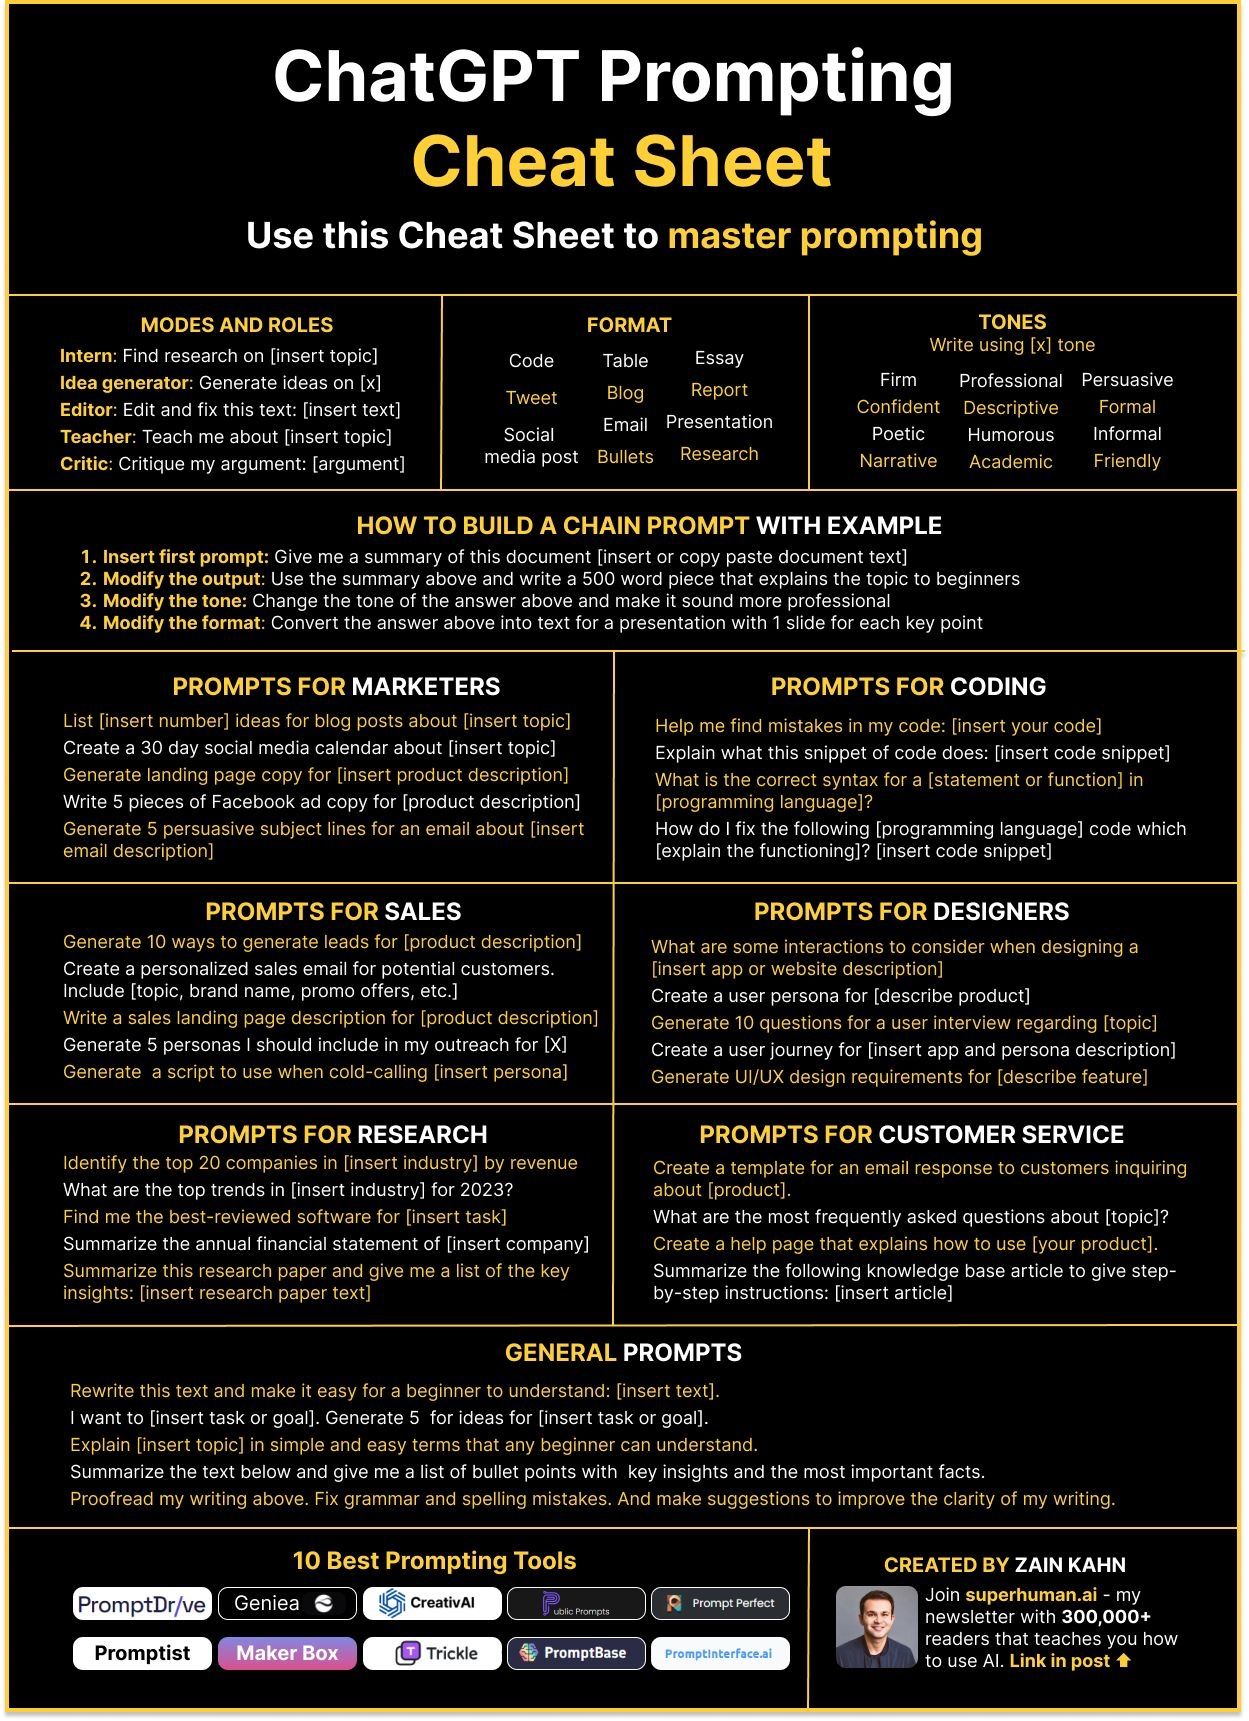 ChatGPT Prompting
Cheat Sheet
Use this Cheat Sheet to master prompting
MODES AND ROLES
Intern: Find research on [insert topic]
Idea generator: Generate ideas on [x]
Editor: Edit and fix this text: [insert text]
Teacher: Teach me about [insert topic]
Critic: Critique my argument: [argument]
FORMAT
Code Table Essay
Tweet Blog Report
Social media post Email Presentation
Bullets Research
TONES
Write using [x] tone
Firm Professional Persuasive
Confident Descriptive Formal
Poetic Humorous Informal
Narrative Academic Friendly
HOW TO BUILD A CHAIN PROMPT WITH EXAMPLE
1. Insert first prompt: Give me a summary of this document [insert or copy paste document text]
2. Modify the output: Use the summary above and write a 500 word piece that explains the topic to beginners
3. Modify the tone: Change the tone of the answer above and make it sound more professional
4. Modify the format: Convert the answer above into text for a presentation with 1 slide for each key point
PROMPTS FOR MARKETERS
List [insert number] ideas for blog posts about [insert topic]
Create a 30 day social media calendar about [insert topic]
Generate landing page copy for [insert product description]
Write 5 pieces of Facebook ad copy for [product description]
Generate 5 persuasive subject lines for an email about [insert
email description]
PROMPTS FOR CODING
Help me find mistakes in my code: [insert your code]
Explain what this snippet of code does: [insert code snippet]
What is the correct syntax for a [statement or function] in
[programming language]?
How do I fix the following [programming language] code which
[explain the functioning]? [insert code snippet]
PROMPTS FOR SALES
Generate 10 ways to generate leads for [product description]
Create a personalized sales email for potential customers.
Include [topic, brand name, promo offers, etc.]
Write a sales landing page description for [product description]
Generate 5 personas I should include in my outreach for [X]
Generate a script to use when cold-calling [insert persona]
PROMPTS FOR DESIGNERS
What are some interactions to consider when designing a
[insert app or website description]
Create a user persona for [describe product]
Generate 10 questions for a user interview regarding [topic]
Create a user journey for [insert app and persona description]
Generate UI/UX design requirements for [describe feature]
PROMPTS FOR RESEARCH
Identify the top 20 companies in [insert industry] by revenue
What are the top trends in [insert industry] for 2023?
Find me the best-reviewed software for [insert task]
Summarize the annual financial statement of [insert company]
Summarize this research paper and give me a list of the key
insights: [insert research paper text]
PROMPTS FOR CUSTOMER SERVICE
Create a template for an email response to customers inquiring
about [product].
What are the most frequently asked questions about [topic]?
Create a help page that explains how to use [your product].
Summarize the following knowledge base article to give step-
by-step instructions: [insert article]
GENERAL PROMPTS
Rewrite this text and make it easy for a beginner to understand: [insert text].
I want to [insert task or goal]. Generate 5 for ideas for [insert task or goal].
Explain [insert topic] in simple and easy terms that any beginner can understand.
Summarize the text below and give me a list of bullet points with key insights and the most important facts.
Proofread my writing above. Fix grammar and spelling mistakes. And make suggestions to improve the clarity of my writing.
10 Best Prompting Tools
PromptDr/ve Geniea CreativAI Public Prompts Prompt Perfect
Promptist Maker Box Trickle PromptBase PromptInterface.ai
CREATED BY ZAIN KAHN
Join superhuman.ai - my
newsletter with 300,000+
readers that teaches you how
to use AI. Link in post ⬆